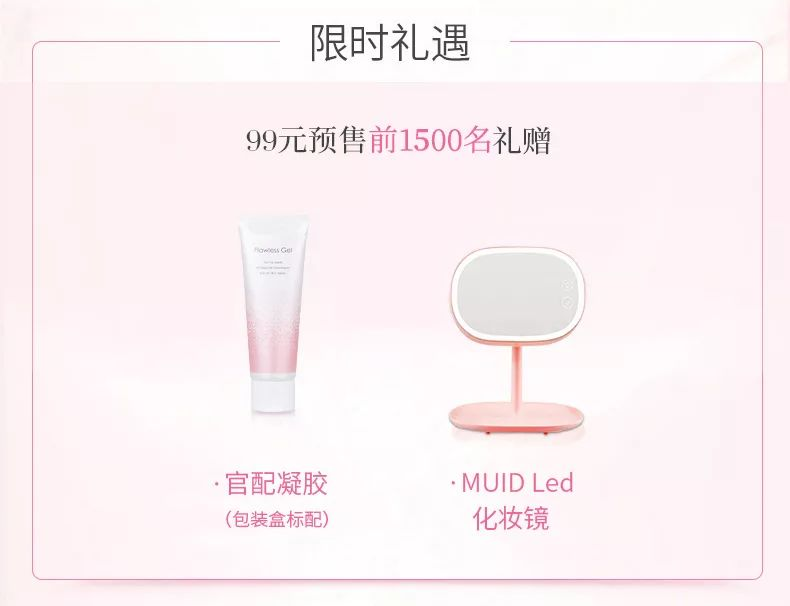 限时礼遇
99元预售前1500名礼赠
Flawless Gel
·官配凝胶
（包装盒标配）
·MUID Led
化妆镜